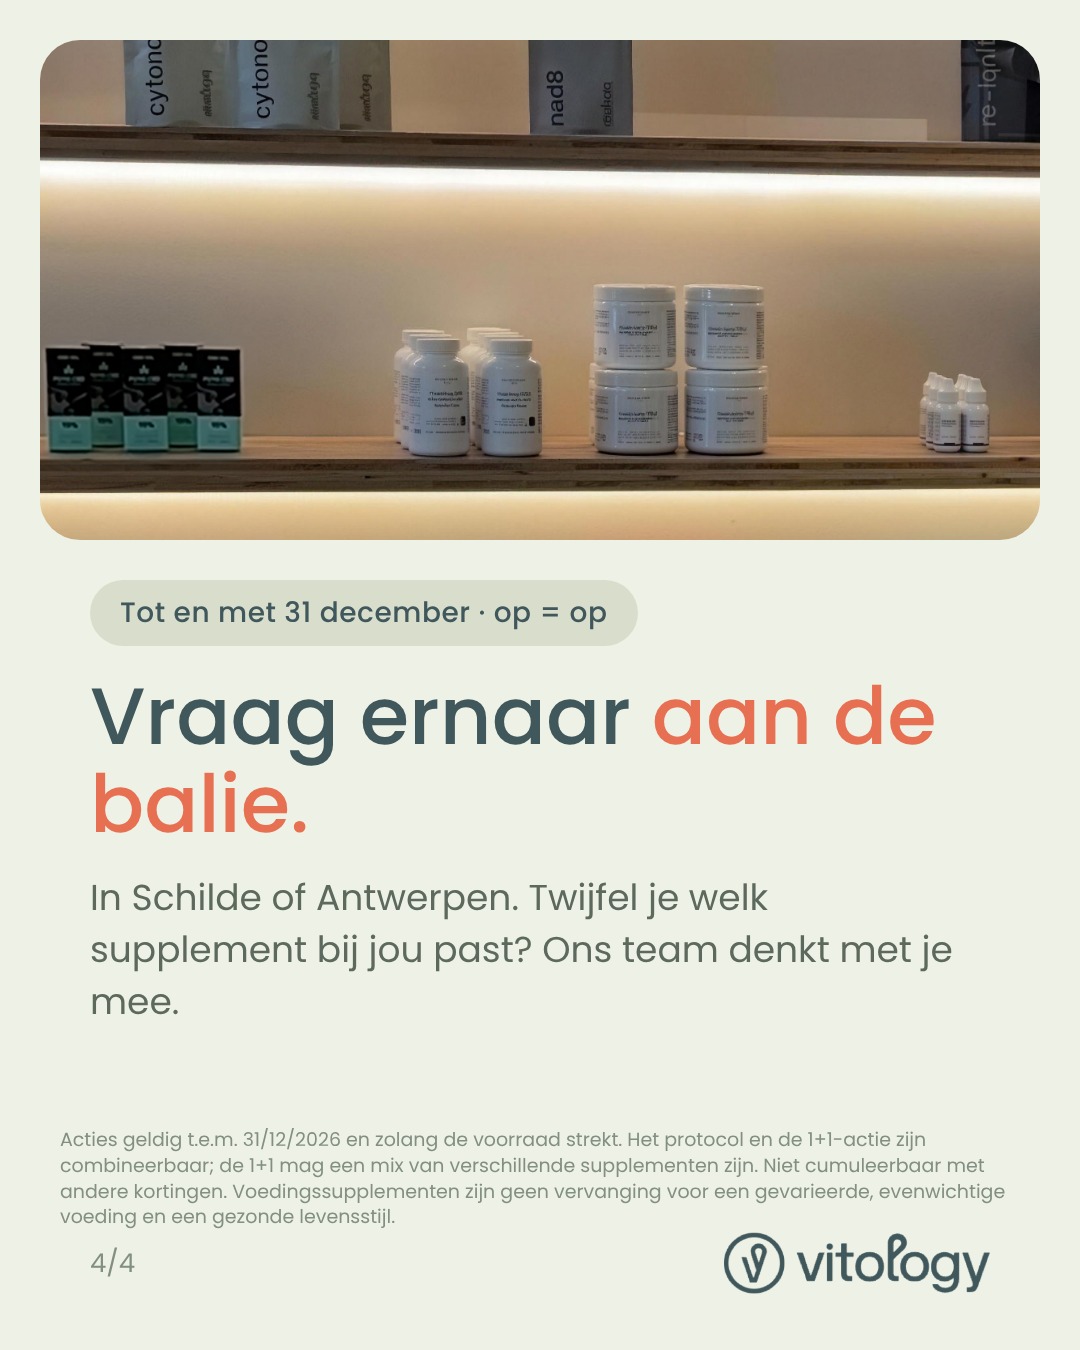 cytono
cytono
nad8
Tot en met 31 december · op = op
Vraag ernaar aan de
balie.
In Schilde of Antwerpen. Twijfel je welk
supplement bij jou past? Ons team denkt met je
mee.
Acties geldig t.e.m. 31/12/2026 en zolang de voorraad strekt. Het protocol en de 1+1-actie zijn
combineerbaar; de 1+1 mag een mix van verschillende supplementen zijn. Niet cumuleerbaar met
andere kortingen. Voedingssupplementen zijn geen vervanging voor een gevarieerde, evenwichtige
voeding en een gezonde levensstijl.
4/4
vitology